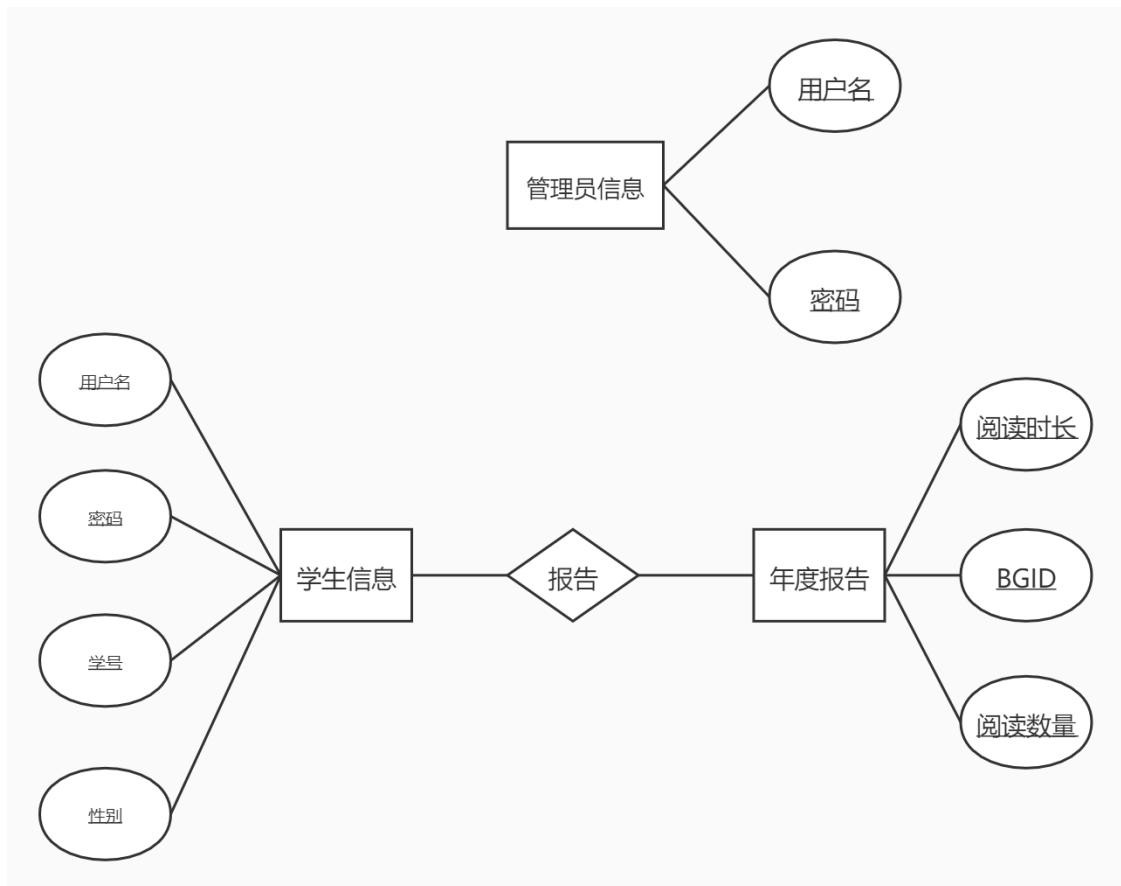 用户名
管理员信息
密码
用户名
阅读时长
密码
学生信息
报告
年度报告
BGID
学号
阅读数量
性别